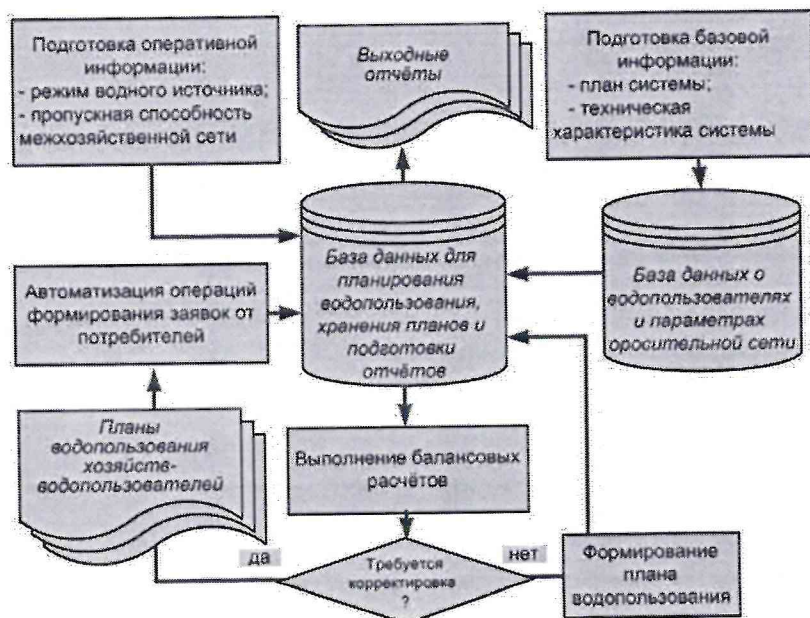 Подготовка оперативной
информации:
- режим водного источника;
- пропускная способность
межхозяйственной сети
Выходные
отчёты
Подготовка базовой
информации:
- план системы;
- техническая
характеристика системы
База данных для
планирования
водопользования,
хранения планов и
подготовки
отчётов
База данных о
водопользователях
и параметрах
оросительной сети
Автоматизация операций
формирования заявок от
потребителей
Планы
водопользования
хозяйств-
водопользователей
Выполнение балансовых
расчётов
да
Требуется
корректировка
?
нет
Формирование
плана
водопользования